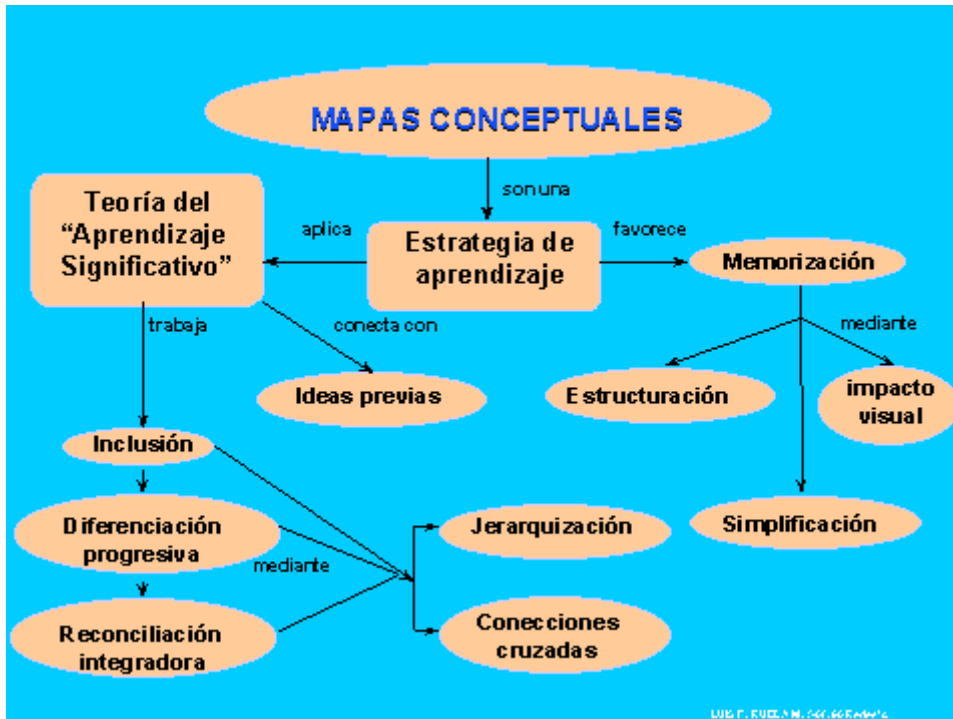 MAPAS CONCEPTUALES
son una
Teoría del
“Aprendizaje
Significativo”
aplica
Estrategia de
aprendizaje
favorece
Memorización
trabaja
conecta con
mediante
Ideas previas
Estructuración
impacto
visual
Inclusión
Diferenciación
progresiva
mediante
Jerarquización
Simplificación
Reconciliación
integradora
Conecciones
cruzadas